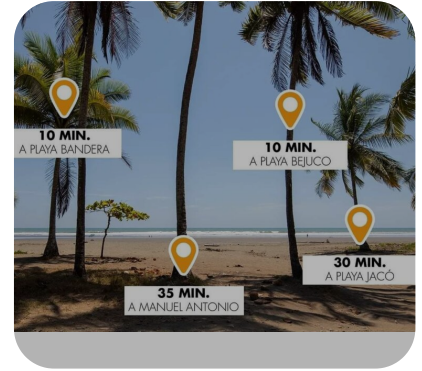 10 MIN.
A PLAYA BANDERA
10 MIN.
A PLAYA BEJUCO
30 MIN.
A PLAYA JACÓ
35 MIN.
A MANUEL ANTONIO